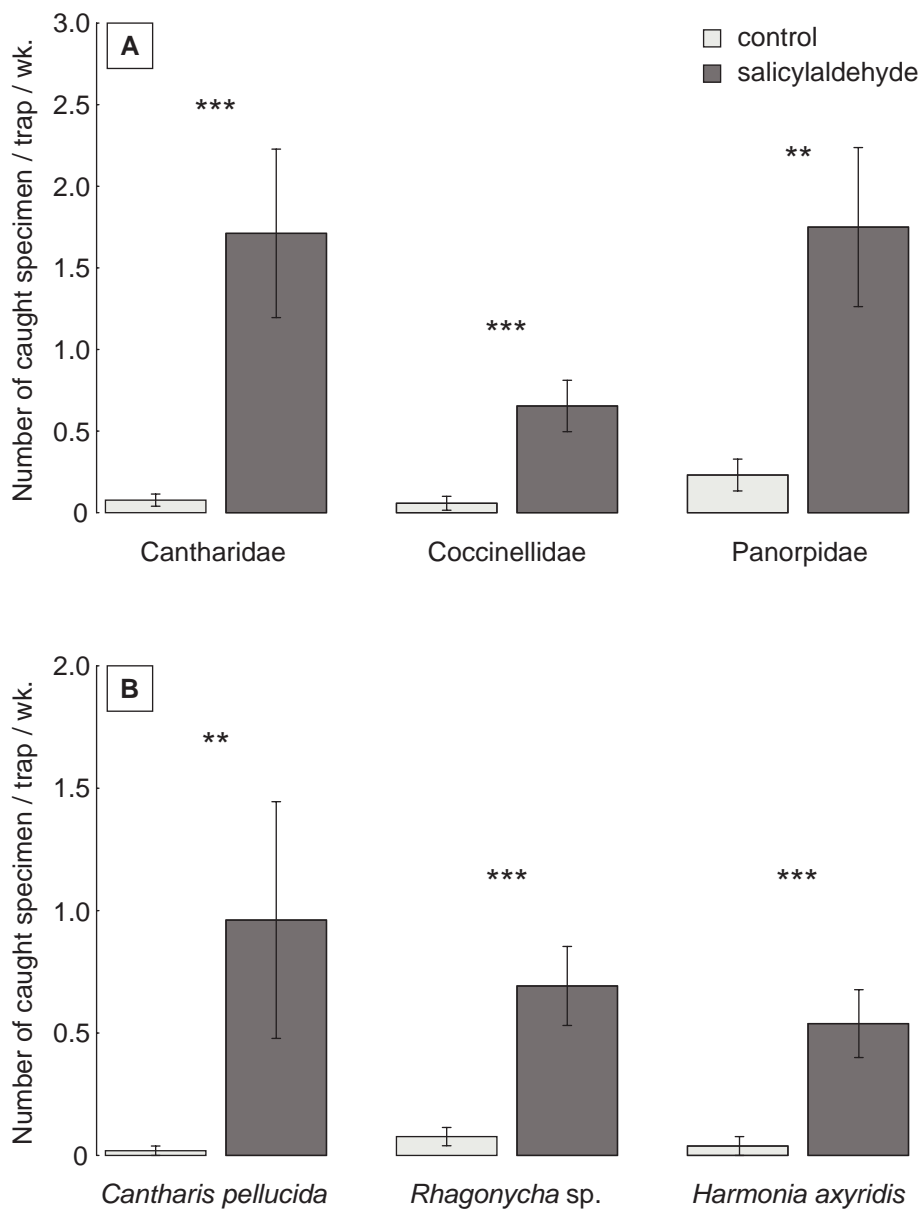 A
control
salicylaldehyde
Number of caught specimen / trap / wk.
3.0
2.5
2.0
1.5
1.0
0.5
0
***
***
**
Cantharidae
Coccinellidae
Panorpidae
B
Number of caught specimen / trap / wk.
2.0
1.5
1.0
0.5
0
**
***
***
Cantharis pellucida
Rhagonycha sp.
Harmonia axyridis